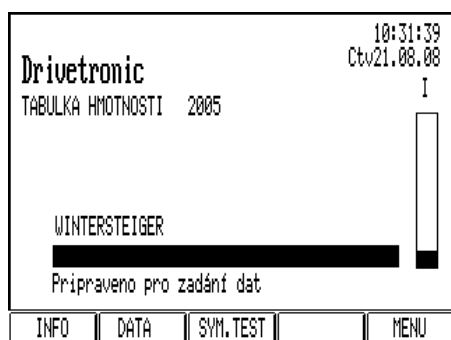 10:31:39
Drivetronic
Ctv21.08.08
I
TABULKA HMOTNOSTI 2005
WINTERSTEIGER
Pripraveno pro zadání dat
INFO DATA SYM.TEST MENU